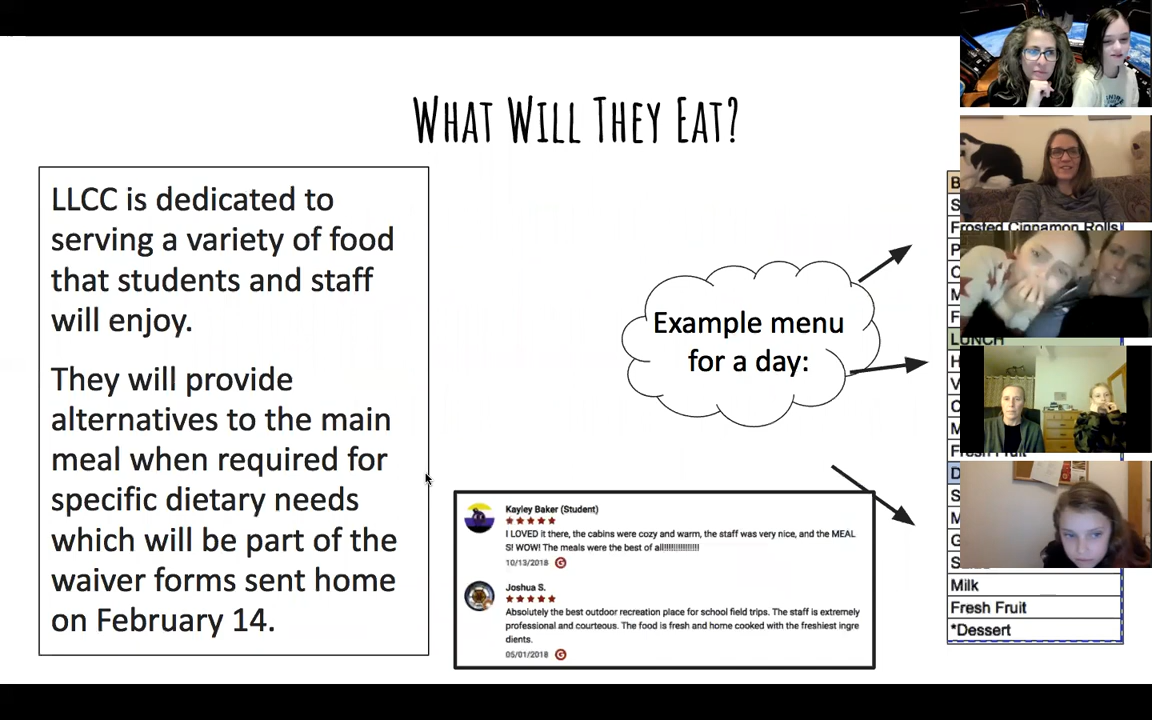 WHAT WILL THEY EAT?
LLCC is dedicated to
serving a variety of food
that students and staff
will enjoy.
They will provide
alternatives to the main
meal when required for
specific dietary needs
which will be part of the
waiver forms sent home
on February 14.
Example menu
for a day:
Kayley Baker (Student)
I LOVED it there, the cabins were cozy and warm, the staff was very nice, and the MEAL
S! WOW! The meals were the best of all!!!!!!!!!!!!!!!!
10/13/2018
Joshua S.
Absolutely the best outdoor recreation place for school field trips. The staff is extremely
professional and courteous. The food is fresh and home cooked with the freshiest ingre
dients.
05/01/2018
Frosted Cinnamon Rolls
LUNCH
Fresh Fruit
Milk
Fresh Fruit
*Dessert